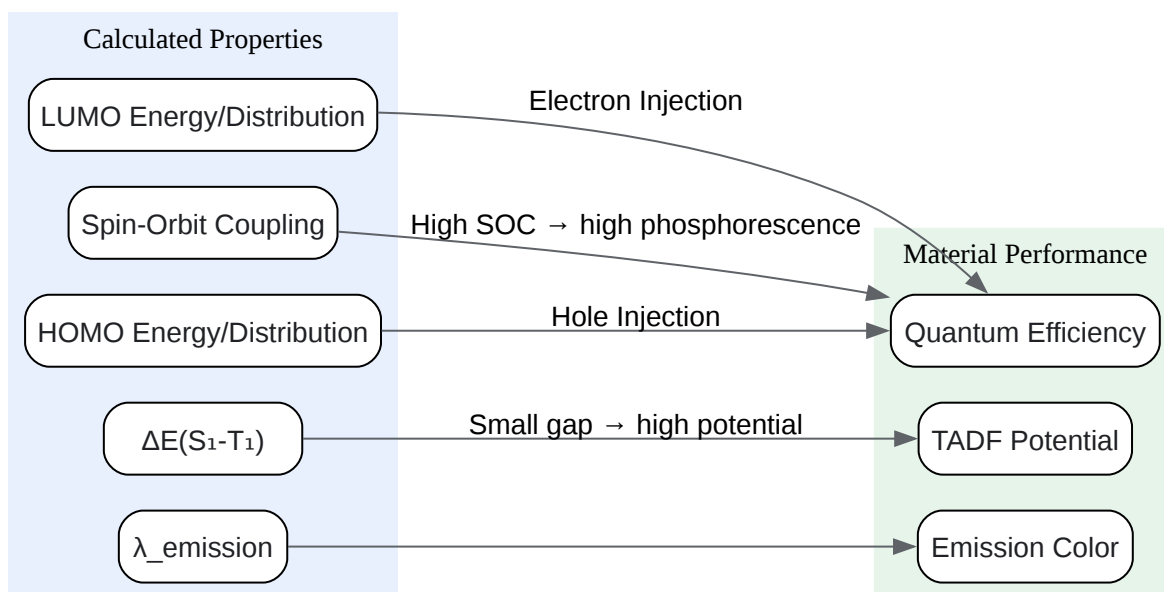 Calculated Properties
LUMO Energy/Distribution
Electron Injection
Spin-Orbit Coupling
High SOC → high phosphorescence
Material Performance
HOMO Energy/Distribution
Hole Injection
Quantum Efficiency
ΔE(S₁-T₁)
Small gap → high potential
TADF Potential
λ_emission
Emission Color